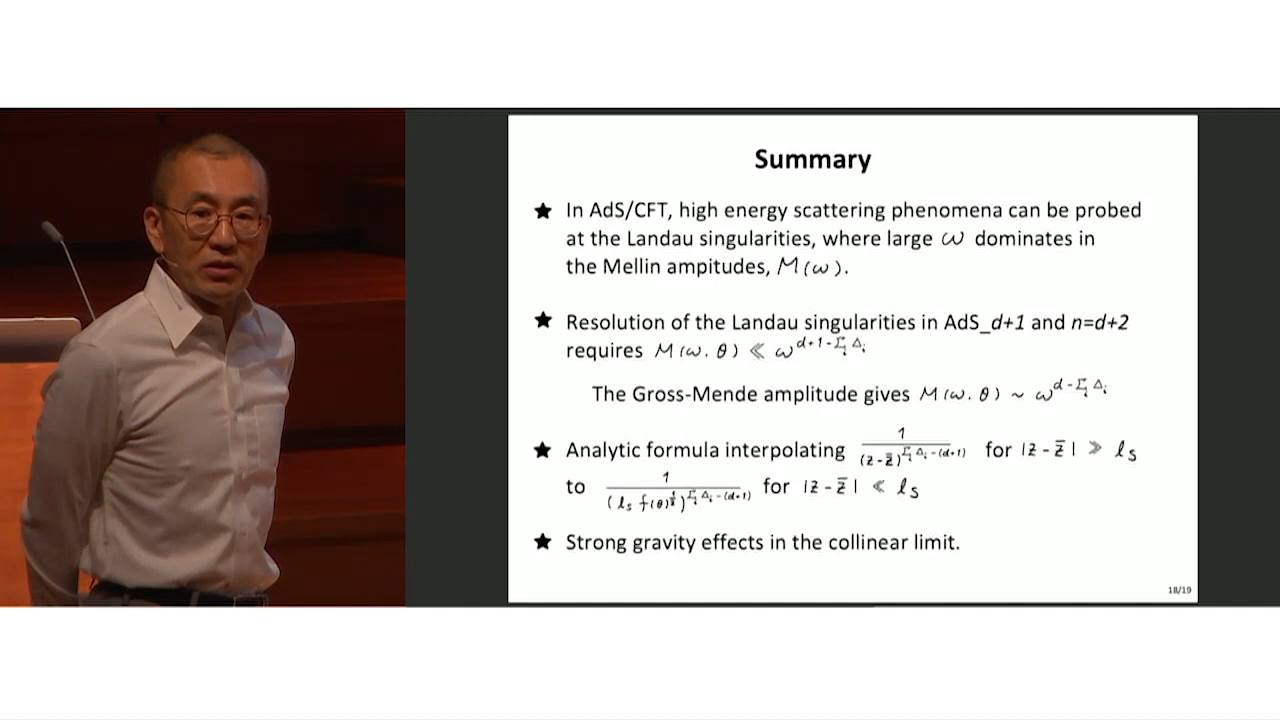 Summary
★ In AdS/CFT, high energy scattering phenomena can be probed
at the Landau singularities, where large ω dominates in
the Mellin ampitudes, M(ω).
★ Resolution of the Landau singularities in AdS_d+1 and n=d+2
requires M(ω.θ) ≪ ω^{d+1-Σ_i Δ_i}
The Gross-Mende amplitude gives M(ω.θ) ~ ω^{d-Σ_i Δ_i}
★ Analytic formula interpolating 1/(z-z̄)^{Σ_i Δ_i-(d+1)} for |z-z̄| ≫ ℓ_s
to 1/(ℓ_s f(θ)^{1/2})^{Σ_i Δ_i-(d+1)} for |z-z̄| ≪ ℓ_s
★ Strong gravity effects in the collinear limit.
18/19